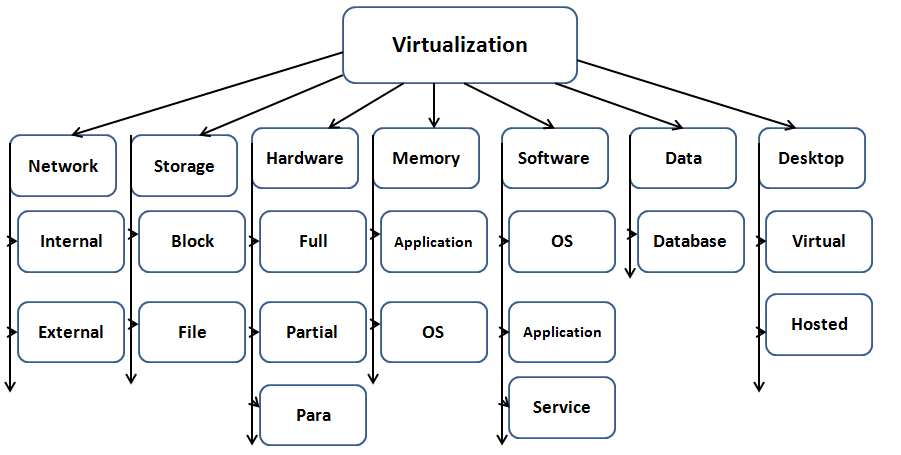 Virtualization
Network
Storage
Hardware
Memory
Software
Data
Desktop
Internal
Block
Full
Application
OS
Database
Virtual
External
File
Partial
OS
Application
Hosted
Para
Service